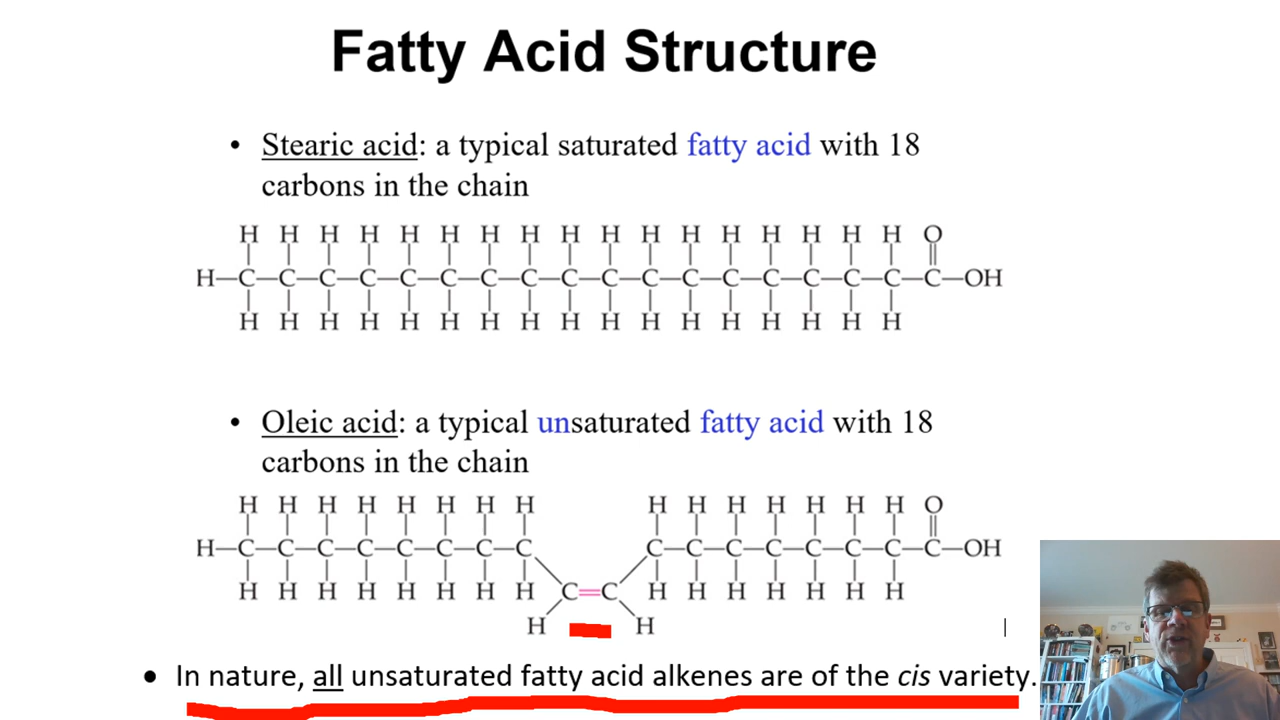 Fatty Acid Structure
• Stearic acid: a typical saturated fatty acid with 18
carbons in the chain
H H H H H H H H H H H H H H H H H O
H–C–C–C–C–C–C–C–C–C–C–C–C–C–C–C–C–C–C–OH
H H H H H H H H H H H H H H H H H
• Oleic acid: a typical unsaturated fatty acid with 18
carbons in the chain
H H H H H H H H H H H H H H H O
H–C–C–C–C–C–C–C–C C–C–C–C–C–C–C–C–OH
H H H H H H H H C=C H H H H H H H
H H
• In nature, all unsaturated fatty acid alkenes are of the cis variety.